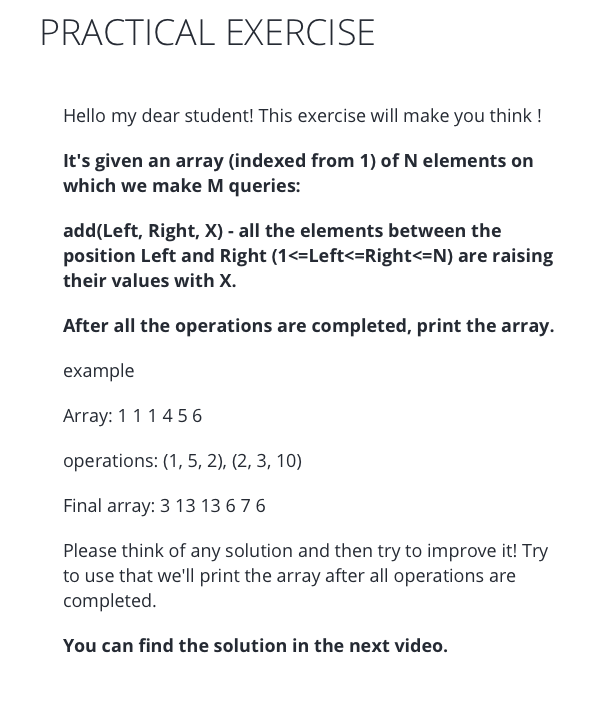 PRACTICAL EXERCISE
Hello my dear student! This exercise will make you think !
It's given an array (indexed from 1) of N elements on
which we make M queries:
add(Left, Right, X) - all the elements between the
position Left and Right (1<=Left<=Right<=N) are raising
their values with X.
After all the operations are completed, print the array.
example
Array: 1 1 1 4 5 6
operations: (1, 5, 2), (2, 3, 10)
Final array: 3 13 13 6 7 6
Please think of any solution and then try to improve it! Try
to use that we'll print the array after all operations are
completed.
You can find the solution in the next video.